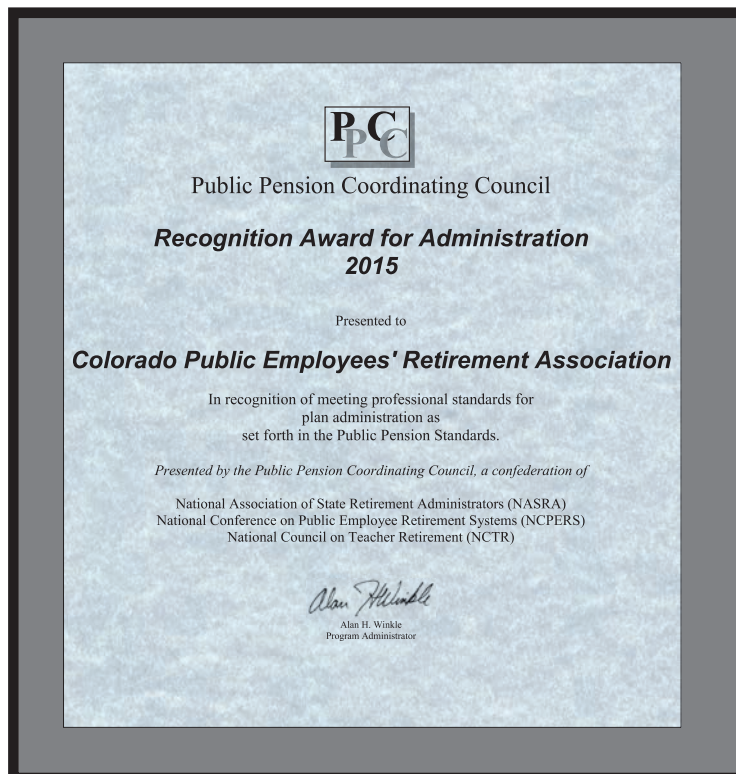 PPCC
Public Pension Coordinating Council
Recognition Award for Administration
2015
Presented to
Colorado Public Employees' Retirement Association
In recognition of meeting professional standards for
plan administration as
set forth in the Public Pension Standards.
Presented by the Public Pension Coordinating Council, a confederation of
National Association of State Retirement Administrators (NASRA)
National Conference on Public Employee Retirement Systems (NCPERS)
National Council on Teacher Retirement (NCTR)
Alan H Winkle
Alan H. Winkle
Program Administrator